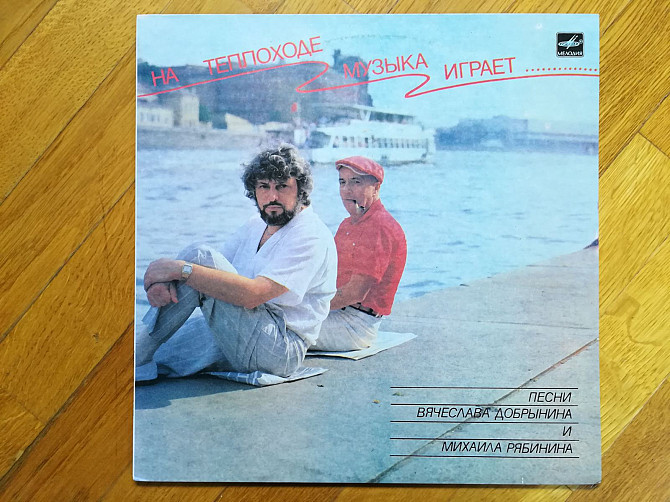 НА ТЕПЛОХОДЕ МУЗЫКА ИГРАЕТ
МЕЛОДИЯ
ПЕСНИ
ВЯЧЕСЛАВА ДОБРЫНИНА
И
МИХАИЛА РЯБИНИНА